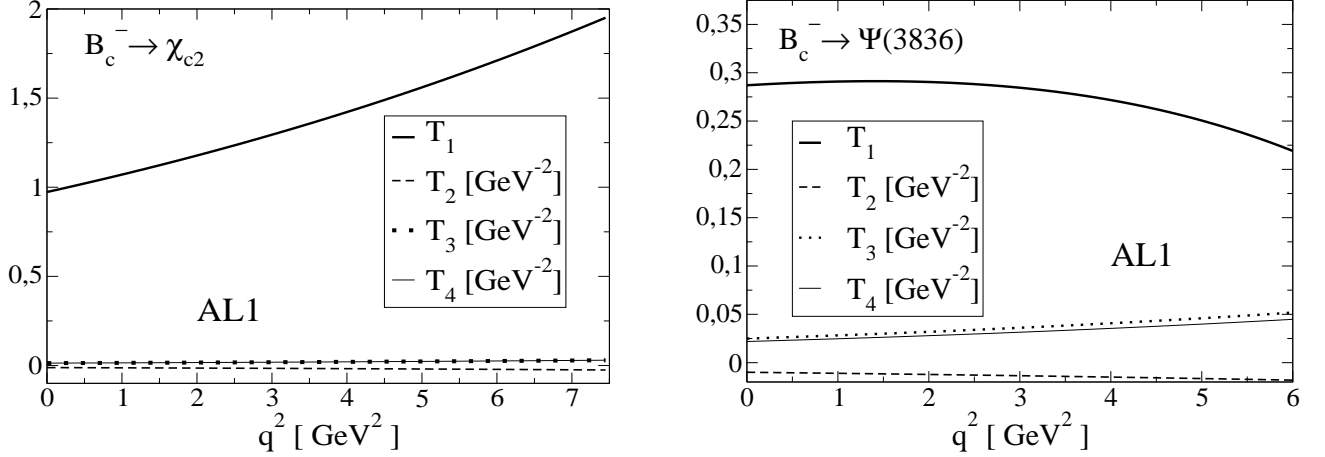 B_c^- → χ_c2
2
1,5
1
0,5
0
T_1
T_2 [GeV^-2]
T_3 [GeV^-2]
T_4 [GeV^-2]
AL1
0 1 2 3 4 5 6 7
q^2 [ GeV^2 ]
B_c^- → Ψ(3836)
0,35
0,3
0,25
0,2
0,15
0,1
0,05
0
T_1
T_2 [GeV^-2]
T_3 [GeV^-2]
T_4 [GeV^-2]
AL1
0 1 2 3 4 5 6
q^2 [ GeV^2 ]